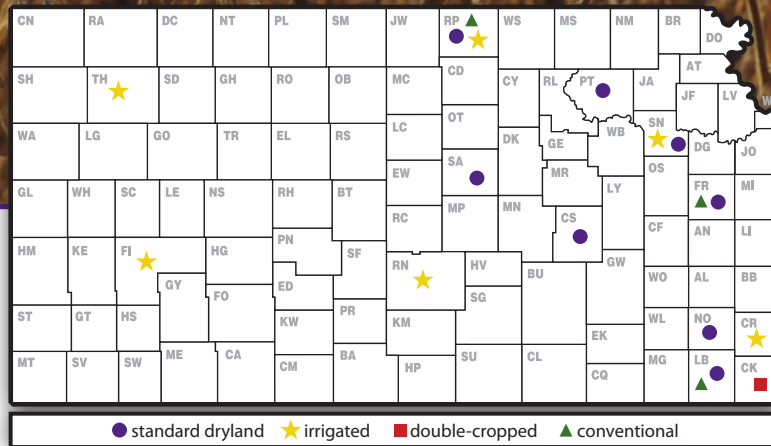 CN RA DC NT PL SM JW RP WS MS NM BR DO
SH TH SD GH RO OB MC CD CY RL PT JA AT JF LV W
WA LG GO TR EL RS LC OT DK GE WB SN DG JO
GL WH SC LE NS RH BT EW SA MR LY OS FR MI
RC MP MN CS
HM KE FI HG PN SF RN HV BU GW CF AN LI
GY FO ED SG WO AL BB
ST GT HS PR KW KM EK WL NO CR
MT SV SW ME CA CM BA HP SU CL CQ MG LB CK
standard dryland irrigated double-cropped conventional